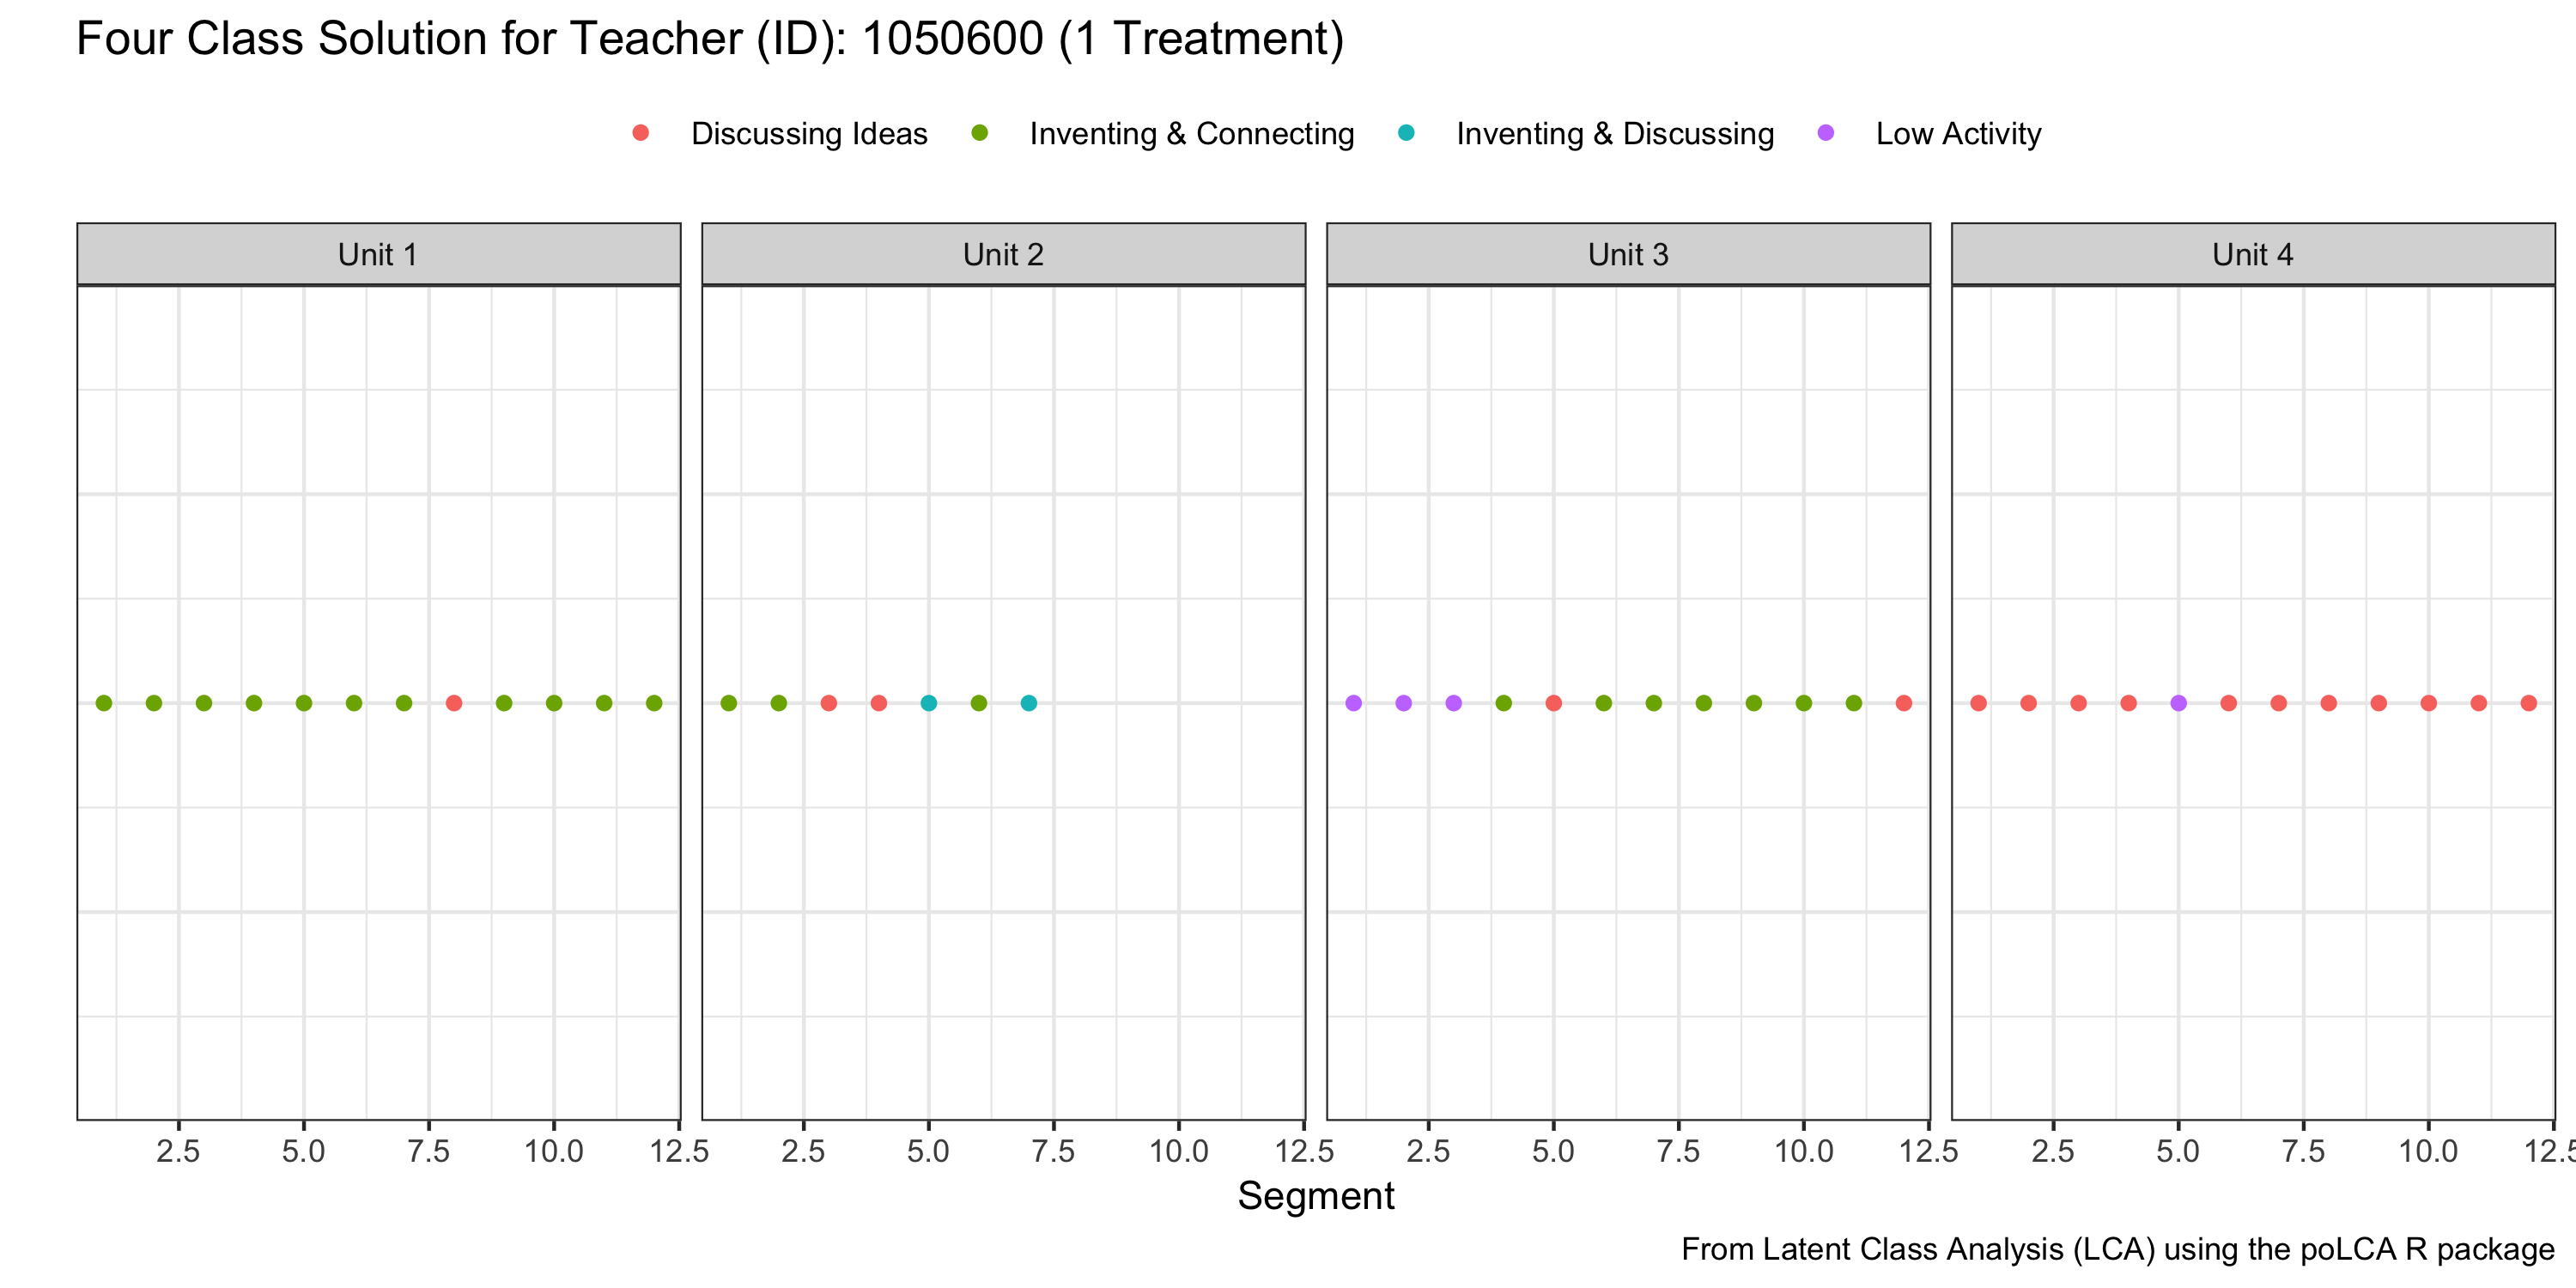 Four Class Solution for Teacher (ID): 1050600 (1 Treatment)
Discussing Ideas Inventing & Connecting Inventing & Discussing Low Activity
Unit 1 Unit 2 Unit 3 Unit 4
2.5 5.0 7.5 10.0 12.5 2.5 5.0 7.5 10.0 12.5 2.5 5.0 7.5 10.0 12.5 2.5 5.0 7.5 10.0 12.5
Segment
From Latent Class Analysis (LCA) using the poLCA R package